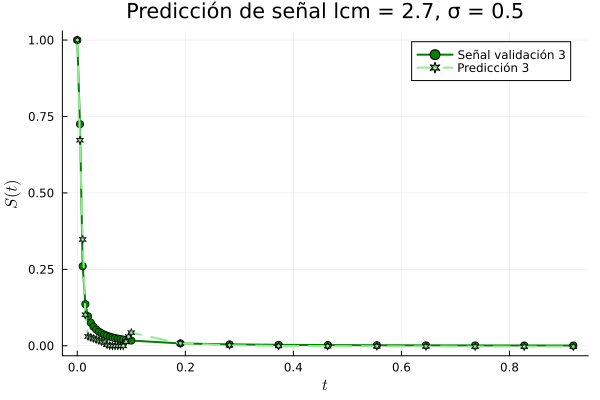 Predicción de señal lcm = 2.7, σ = 0.5
Señal validación 3
Predicción 3
1.00
0.75
0.50
0.25
0.00
S(t)
0.0 0.2 0.4 0.6 0.8
t